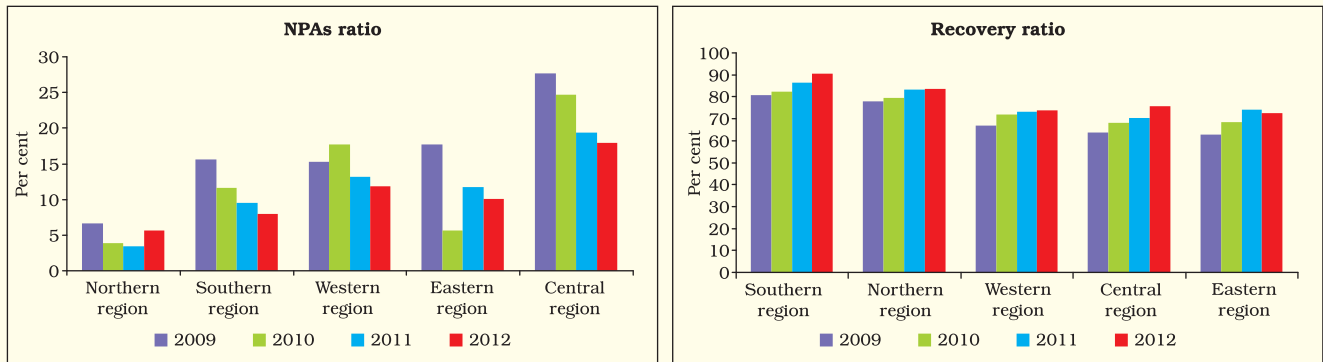 NPAs ratio
Per cent
30
25
20
15
10
5
0
Northern region
Southern region
Western region
Eastern region
Central region
2009 2010 2011 2012
Recovery ratio
Per cent
100
90
80
70
60
50
40
30
20
10
0
Southern region
Northern region
Western region
Central region
Eastern region
2009 2010 2011 2012